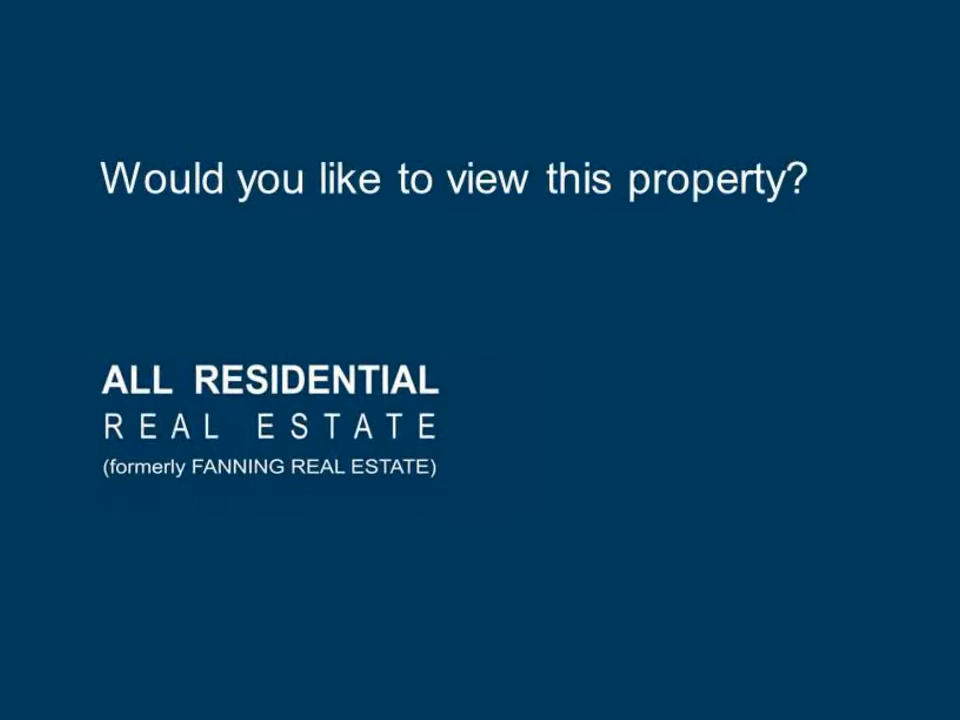 Would you like to view this property?
ALL RESIDENTIAL
REAL ESTATE
(formerly FANNING REAL ESTATE)